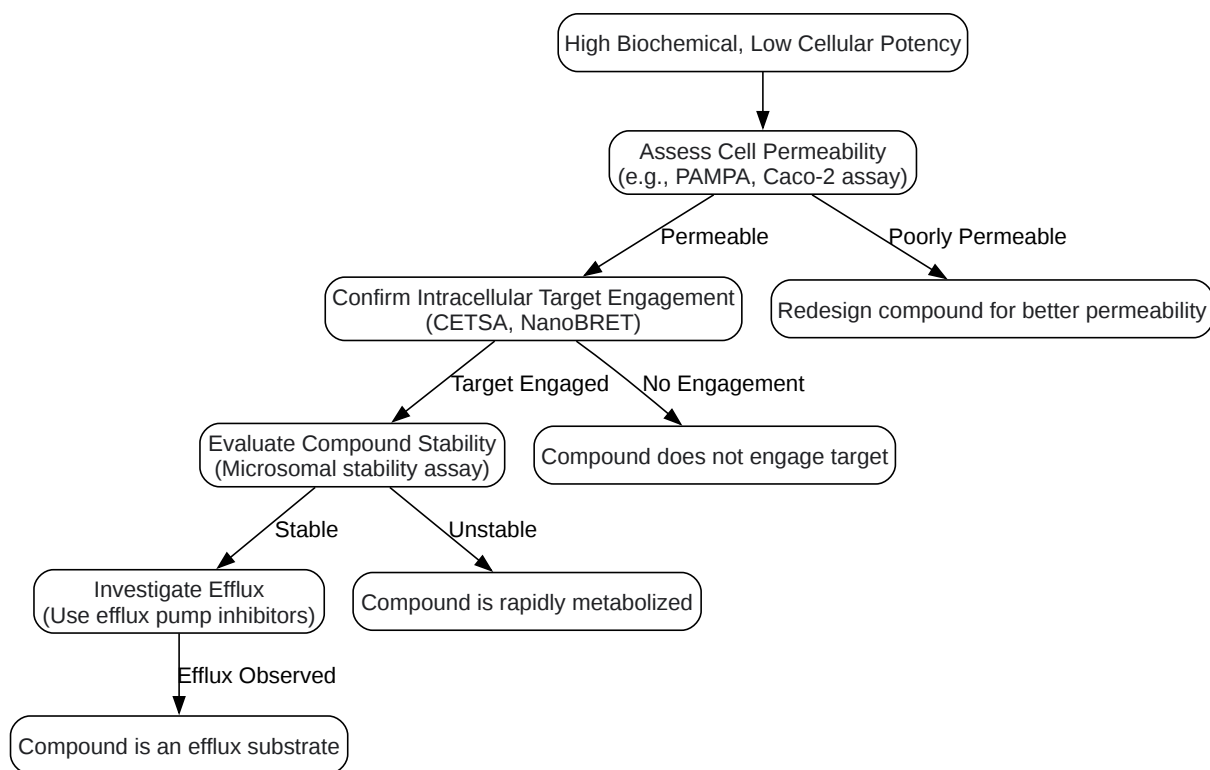 High Biochemical, Low Cellular Potency
Assess Cell Permeability
(e.g., PAMPA, Caco-2 assay)
Permeable
Poorly Permeable
Confirm Intracellular Target Engagement
(CETSA, NanoBRET)
Redesign compound for better permeability
Target Engaged
No Engagement
Evaluate Compound Stability
(Microsomal stability assay)
Compound does not engage target
Stable
Unstable
Investigate Efflux
(Use efflux pump inhibitors)
Compound is rapidly metabolized
Efflux Observed
Compound is an efflux substrate